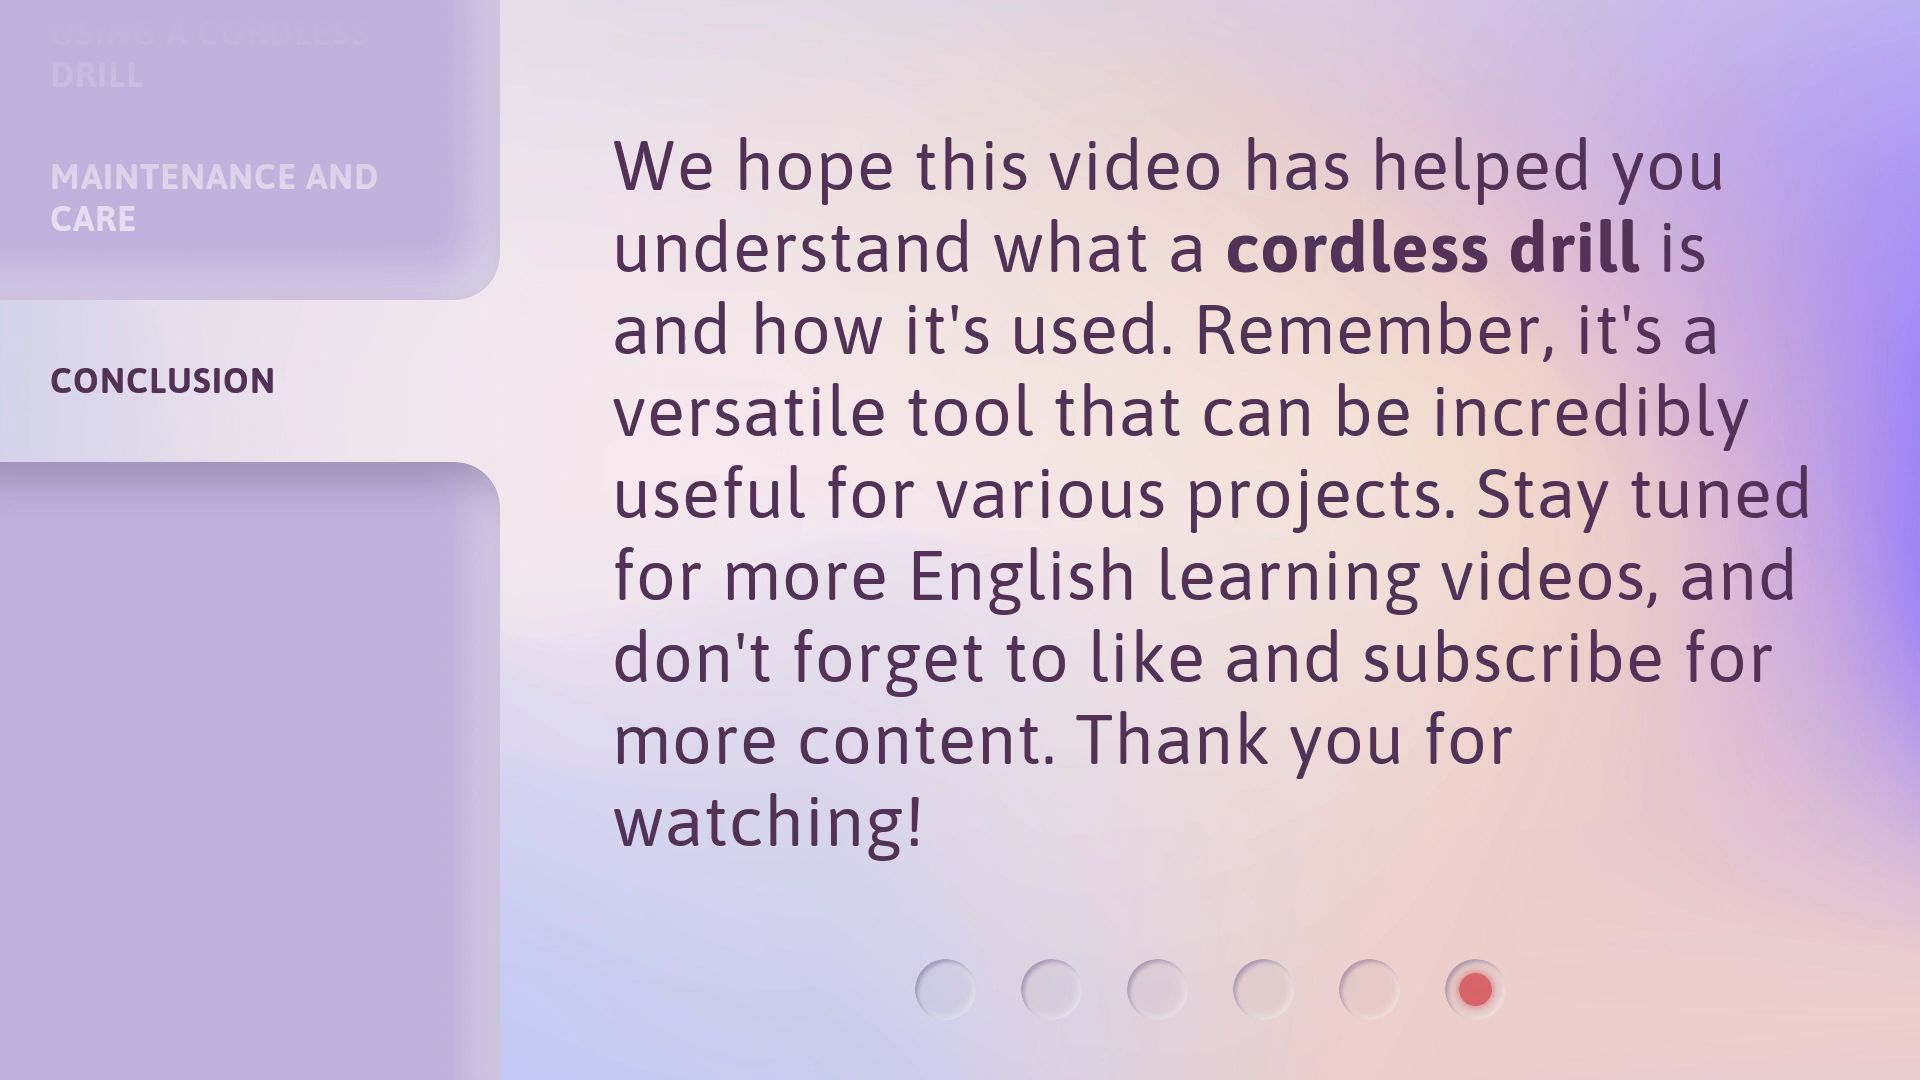 USING A CORDLESS
DRILL
MAINTENANCE AND
CARE
CONCLUSION
We hope this video has helped you
understand what a cordless drill is
and how it's used. Remember, it's a
versatile tool that can be incredibly
useful for various projects. Stay tuned
for more English learning videos, and
don't forget to like and subscribe for
more content. Thank you for
watching!